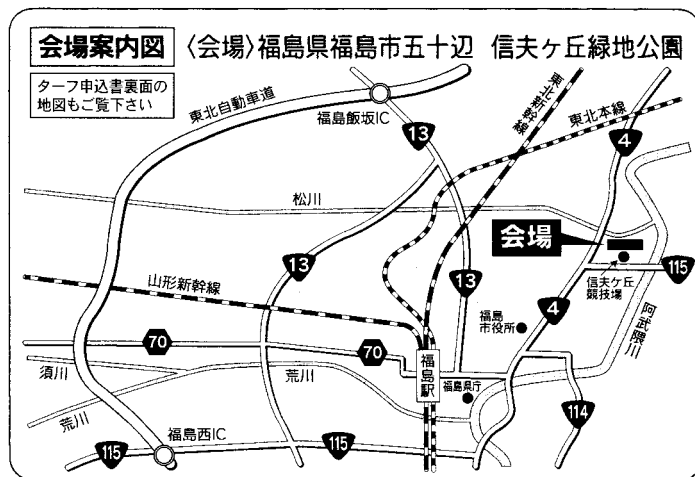 会場案内図
〈会場〉福島県福島市五十辺 信夫ヶ丘緑地公園
ターフ申込書裏面の
地図もご覧下さい
東北自動車道
福島飯坂IC
13
東北新幹線
東北本線
4
松川
会場
信夫ヶ丘
競技場
115
13
13
山形新幹線
4
福島
市役所
阿武隈川
70
70
福島駅
須川
荒川
福島県庁
114
荒川
福島西IC
115
115